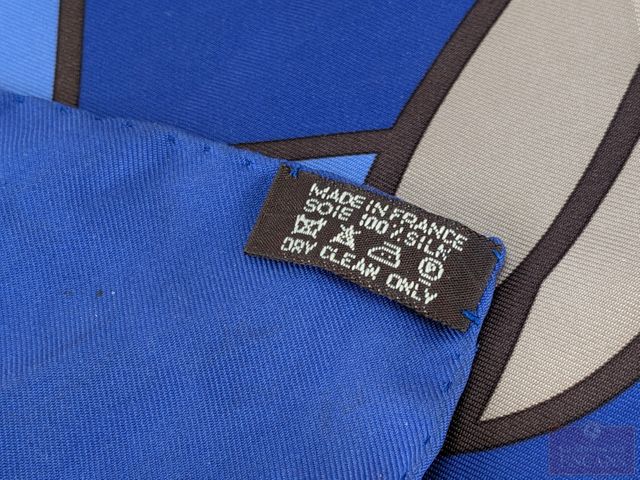 MADE IN FRANCE
SOIE 100 / SILK
DRY CLEAN ONLY